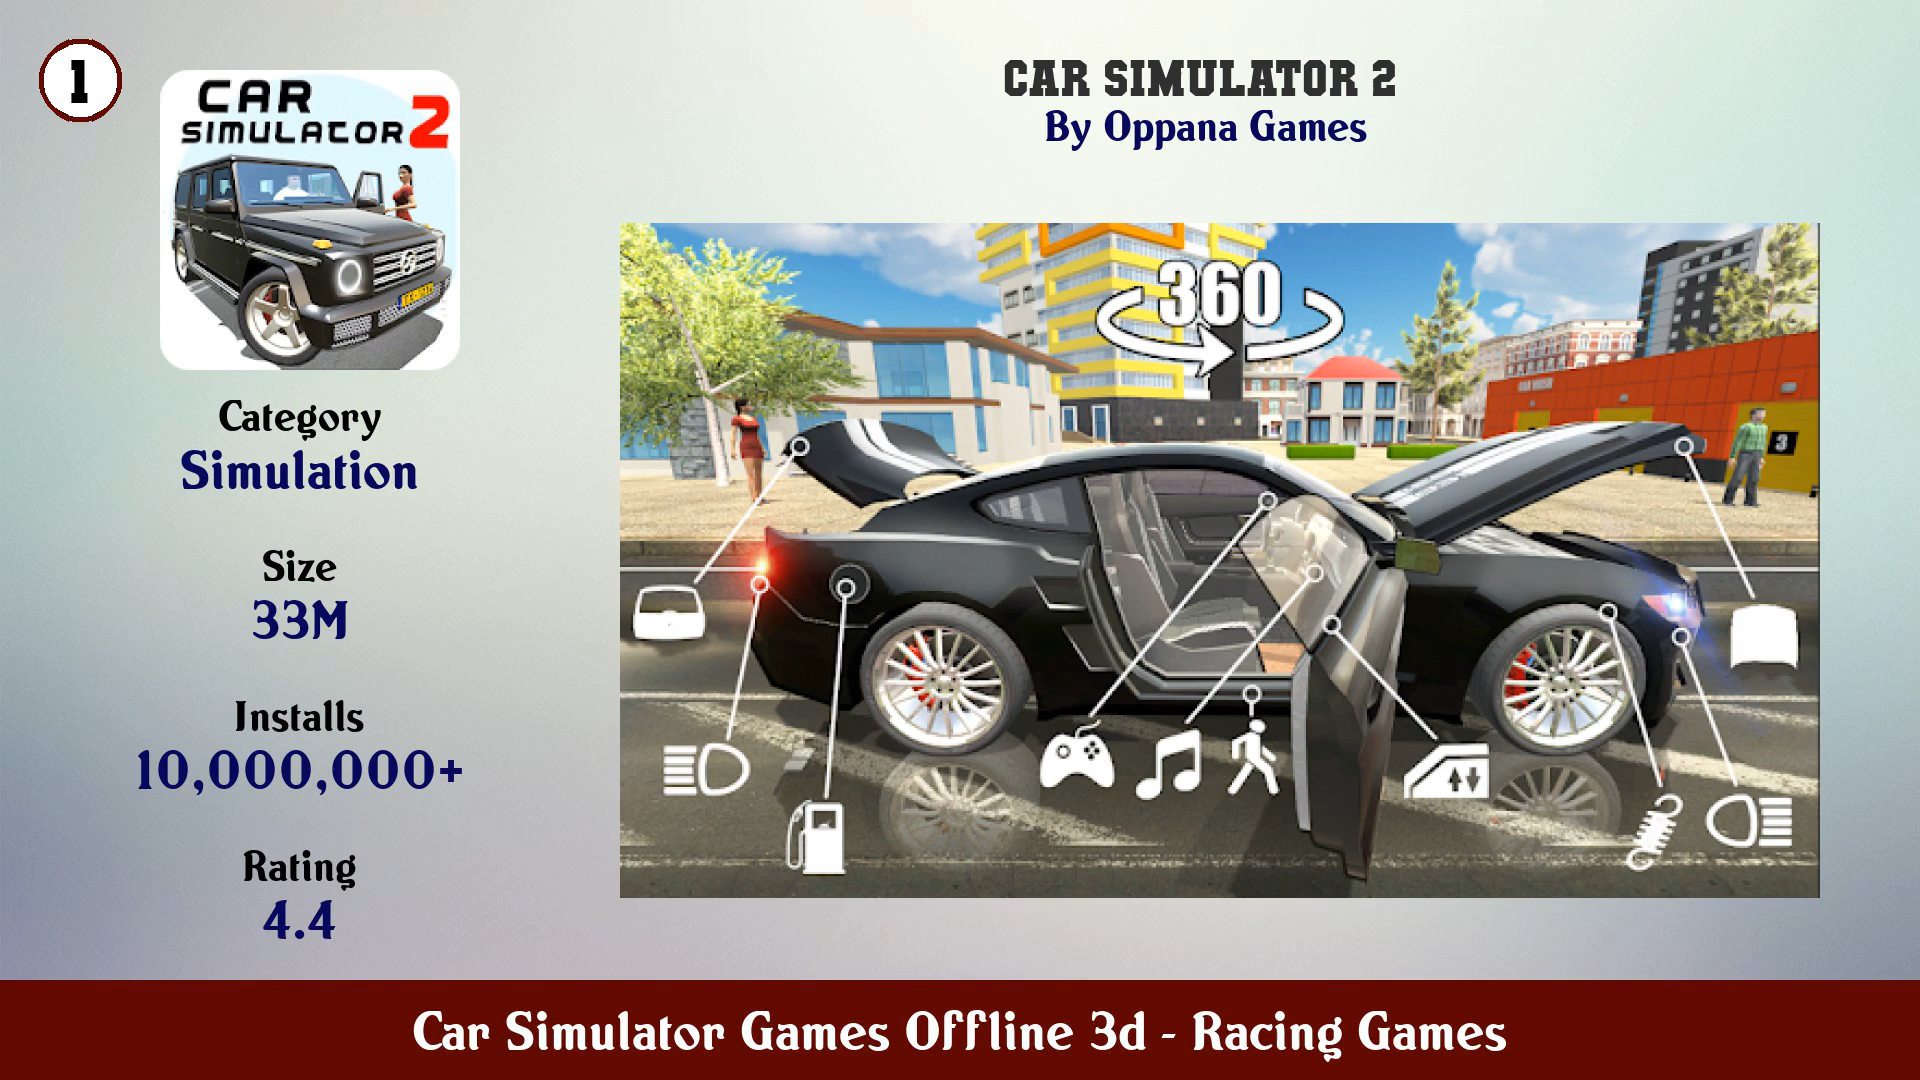 1
CAR
SIMULATOR 2
Category
Simulation
Size
33M
Installs
10,000,000+
Rating
4.4
CAR SIMULATOR 2
By Oppana Games
360
3
Car Simulator Games Offline 3d - Racing Games